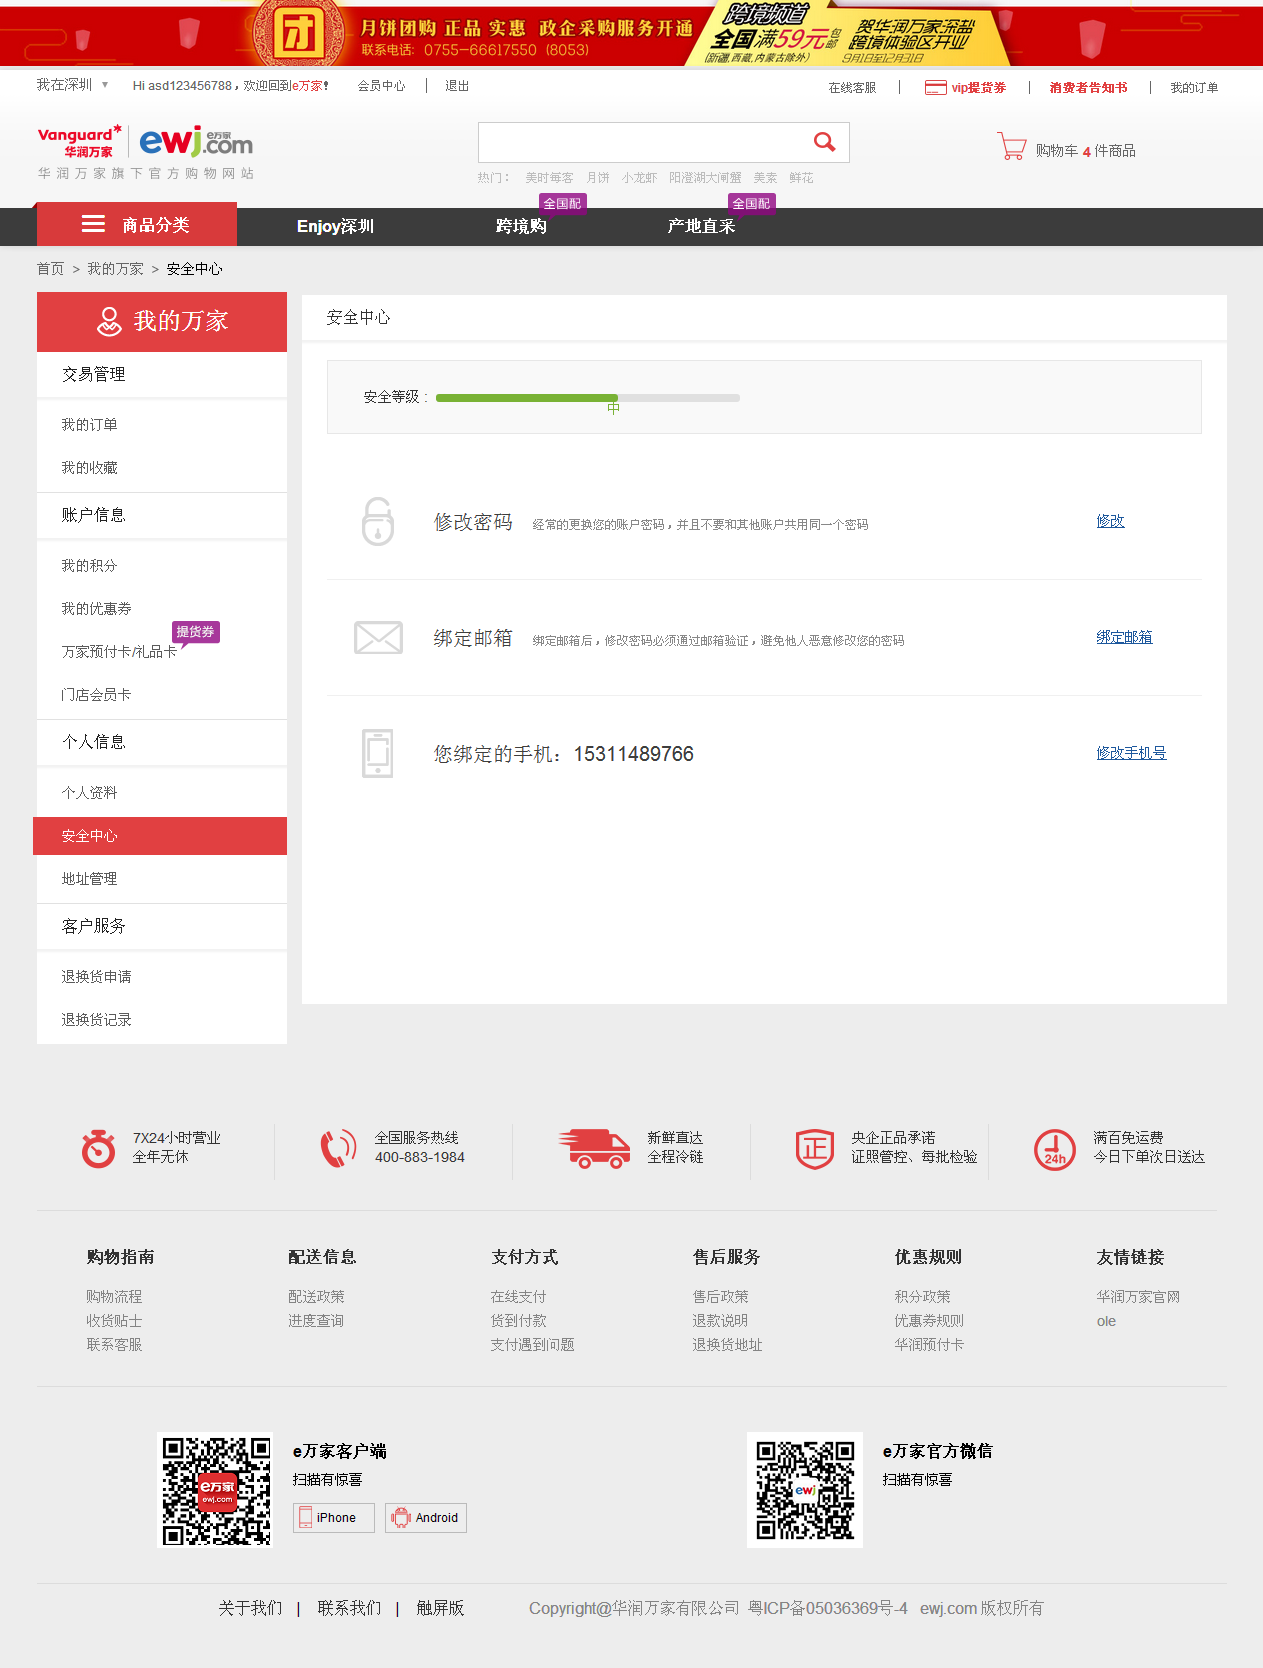 团 月饼团购 正品 实惠 政企采购服务开通
联系电话: 0755-66617550 (8053)
跨境频道
全国满59元包邮
(新疆,西藏,内蒙古除外)
贺华润万家深盐
跨境体验区开业
9月1日至12月31日
我在深圳 ▼ Hi asd123456788，欢迎回到e万家! 会员中心 | 退出
在线客服 | vip提货券 | 消费者告知书 | 我的订单
Vanguard 华润万家 | ewj.com e万家
华润万家旗下官方购物网站
购物车 4 件商品
热门： 美时每客 月饼 小龙虾 阳澄湖大闸蟹 美素 鲜花
全国配 全国配
商品分类 Enjoy深圳 跨境购 产地直采
首页 > 我的万家 > 安全中心
我的万家
交易管理
我的订单
我的收藏
账户信息
我的积分
我的优惠券
提货券
万家预付卡/礼品卡
门店会员卡
个人信息
个人资料
安全中心
地址管理
客户服务
退换货申请
退换货记录
安全中心
安全等级：
中
修改密码 经常的更换您的账户密码，并且不要和其他账户共用同一个密码 修改
绑定邮箱 绑定邮箱后，修改密码必须通过邮箱验证，避免他人恶意修改您的密码 绑定邮箱
您绑定的手机：15311489766 修改手机号
7X24小时营业
全年无休
全国服务热线
400-883-1984
新鲜直达
全程冷链
正
央企正品承诺
证照管控、每批检验
24h
满百免运费
今日下单次日送达
购物指南
购物流程
收货贴士
联系客服
配送信息
配送政策
进度查询
支付方式
在线支付
货到付款
支付遇到问题
售后服务
售后政策
退款说明
退换货地址
优惠规则
积分政策
优惠券规则
华润预付卡
友情链接
华润万家官网
ole
e万家
ewj.com
e万家客户端
扫描有惊喜
iPhone Android
ewj
e万家官方微信
扫描有惊喜
关于我们 | 联系我们 | 触屏版 Copyright@华润万家有限公司 粤ICP备05036369号-4 ewj.com 版权所有